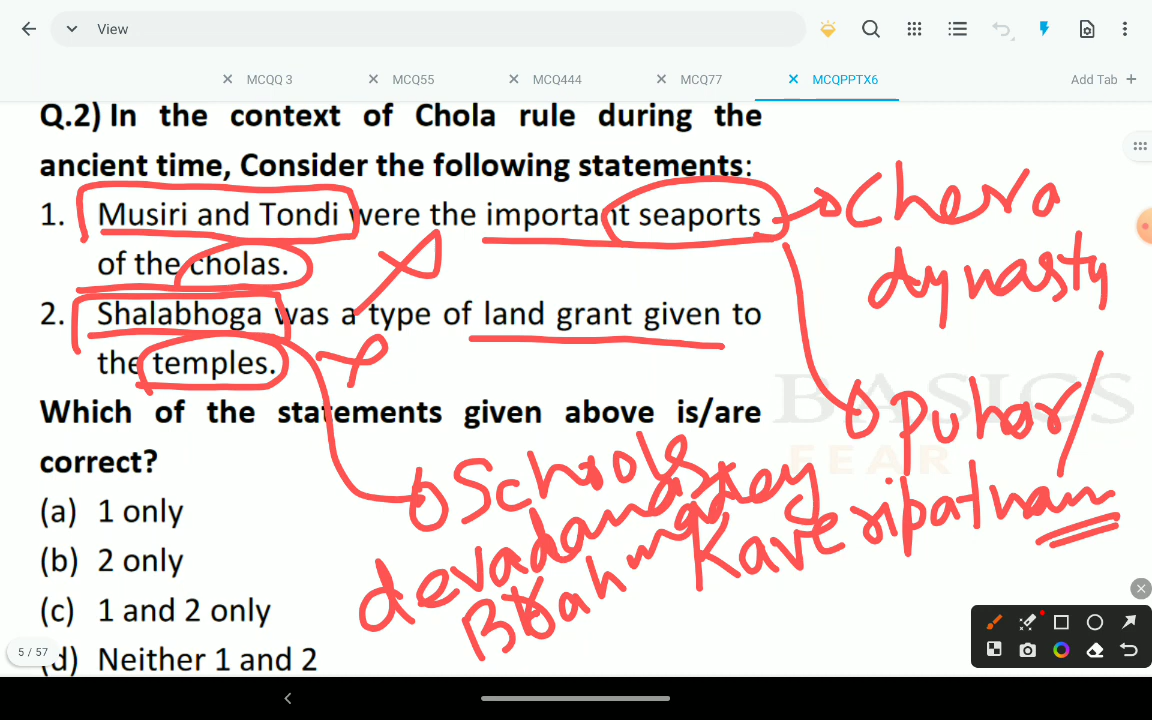 View
MCQQ 3
MCQ55
MCQ444
MCQ77
MCQPPTX6
Add Tab +
Q.2) In the context of Chola rule during the
ancient time, Consider the following statements:
1. Musiri and Tondi were the important seaports
of the cholas.
2. Shalabhoga was a type of land grant given to
the temples.
Which of the statements given above is/are
correct?
(a) 1 only
(b) 2 only
(c) 1 and 2 only
(d) Neither 1 and 2
chera
dynasty
puhar/
Kaveripatnam
Schools
BASICS
FEAR
5 / 57